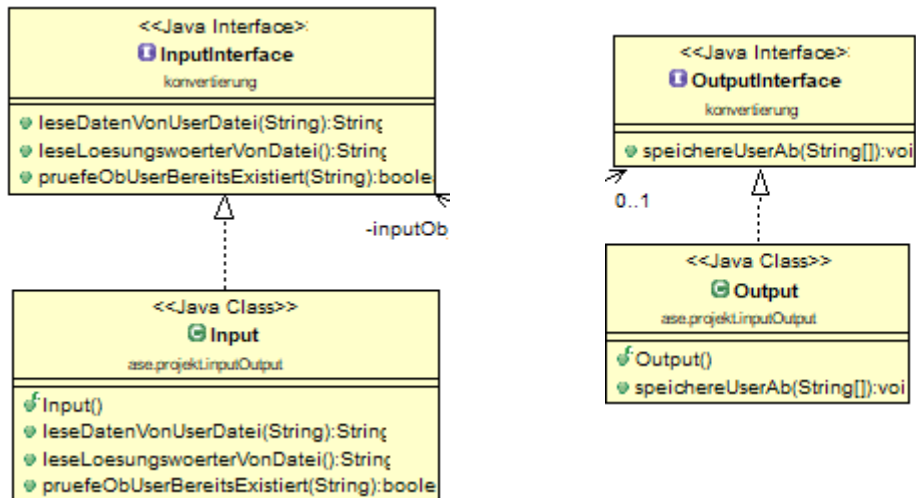 <<Java Interface>>
InputInterface
konvertierung
leseDatenVonUserDatei(String):String
leseLoesungswoerterVonDatei():String
pruefeObUserBereitsExistiert(String):boole
-inputOb
<<Java Class>>
Input
ase.projekt.inputOutput
Input()
leseDatenVonUserDatei(String):String
leseLoesungswoerterVonDatei():String
pruefeObUserBereitsExistiert(String):boole
<<Java Interface>>
OutputInterface
konvertierung
speichereUserAb(String[]):voi
0..1
<<Java Class>>
Output
ase.projekt.inputOutput
Output()
speichereUserAb(String[]):voi